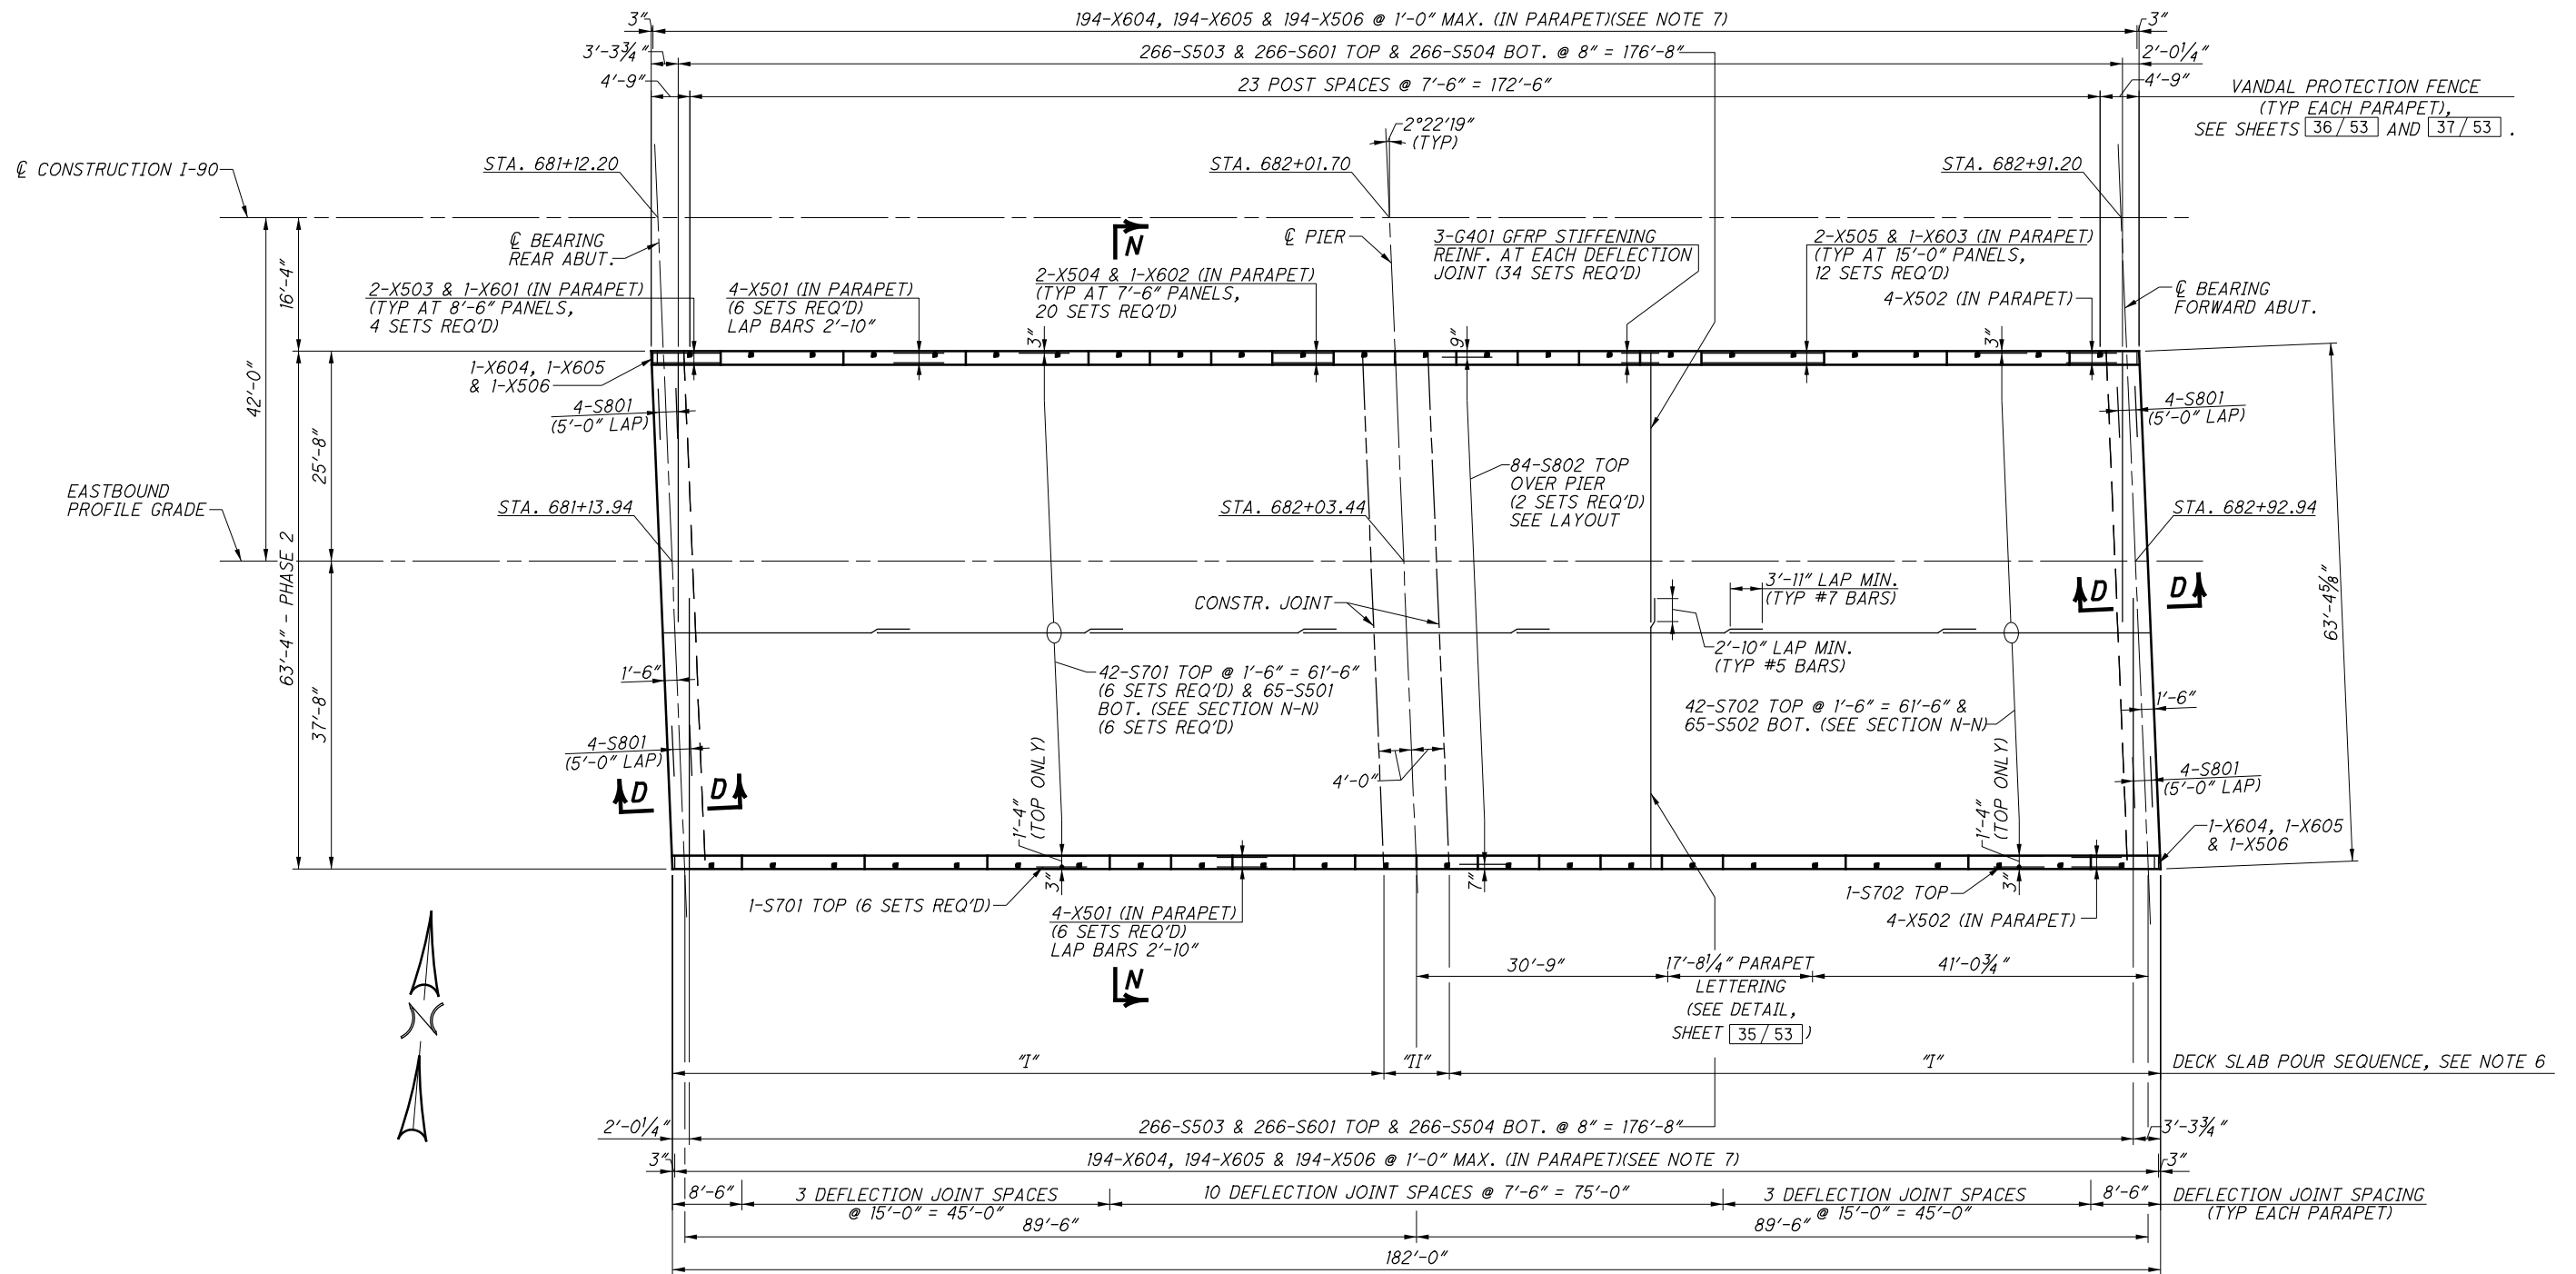 3"
194-X604, 194-X605 & 194-X506 @ 1'-0" MAX. (IN PARAPET)(SEE NOTE 7)
3"
3'-3¾"
266-S503 & 266-S601 TOP & 266-S504 BOT. @ 8" = 176'-8"
2'-0¼"
4'-9"
23 POST SPACES @ 7'-6" = 172'-6"
4'-9"
VANDAL PROTECTION FENCE
(TYP EACH PARAPET),
SEE SHEETS 36/53 AND 37/53 .
2°22'19"
(TYP)
℄ CONSTRUCTION I-90
STA. 681+12.20
STA. 682+01.70
STA. 682+91.20
℄ BEARING
REAR ABUT.
N
℄ PIER
3-G401 GFRP STIFFENING
REINF. AT EACH DEFLECTION
JOINT (34 SETS REQ'D)
2-X505 & 1-X603 (IN PARAPET)
(TYP AT 15'-0" PANELS,
12 SETS REQ'D)
16'-4"
2-X503 & 1-X601 (IN PARAPET)
(TYP AT 8'-6" PANELS,
4 SETS REQ'D)
4-X501 (IN PARAPET)
(6 SETS REQ'D)
LAP BARS 2'-10"
2-X504 & 1-X602 (IN PARAPET)
(TYP AT 7'-6" PANELS,
20 SETS REQ'D)
4-X502 (IN PARAPET)
℄ BEARING
FORWARD ABUT.
3"
9"
3"
42'-0"
1-X604, 1-X605
& 1-X506
4-S801
(5'-0" LAP)
4-S801
(5'-0" LAP)
25'-8"
84-S802 TOP
OVER PIER
(2 SETS REQ'D)
SEE LAYOUT
EASTBOUND
PROFILE GRADE
STA. 681+13.94
STA. 682+03.44
STA. 682+92.94
63'-4" - PHASE 2
CONSTR. JOINT
3'-11" LAP MIN.
(TYP #7 BARS)
D
D
63'-4⅝"
2'-10" LAP MIN.
(TYP #5 BARS)
1'-6"
42-S701 TOP @ 1'-6" = 61'-6"
(6 SETS REQ'D) & 65-S501
BOT. (SEE SECTION N-N)
(6 SETS REQ'D)
42-S702 TOP @ 1'-6" = 61'-6" &
65-S502 BOT. (SEE SECTION N-N)
1'-6"
37'-8"
4-S801
(5'-0" LAP)
4'-0"
4-S801
(5'-0" LAP)
D
D
1'-4"
(TOP ONLY)
1'-4"
(TOP ONLY)
1-X604, 1-X605
& 1-X506
3"
7"
3"
1-S701 TOP (6 SETS REQ'D)
1-S702 TOP
4-X501 (IN PARAPET)
(6 SETS REQ'D)
LAP BARS 2'-10"
4-X502 (IN PARAPET)
N
N
30'-9"
17'-8¼" PARAPET
LETTERING
(SEE DETAIL,
SHEET 35/53 )
41'-0¾"
"I"
"II"
"I"
DECK SLAB POUR SEQUENCE, SEE NOTE 6
2'-0¼"
266-S503 & 266-S601 TOP & 266-S504 BOT. @ 8" = 176'-8"
3'-3¾"
3"
194-X604, 194-X605 & 194-X506 @ 1'-0" MAX. (IN PARAPET)(SEE NOTE 7)
3"
8'-6"
3 DEFLECTION JOINT SPACES
@ 15'-0" = 45'-0"
10 DEFLECTION JOINT SPACES @ 7'-6" = 75'-0"
3 DEFLECTION JOINT SPACES
@ 15'-0" = 45'-0"
8'-6"
DEFLECTION JOINT SPACING
(TYP EACH PARAPET)
89'-6"
89'-6"
182'-0"